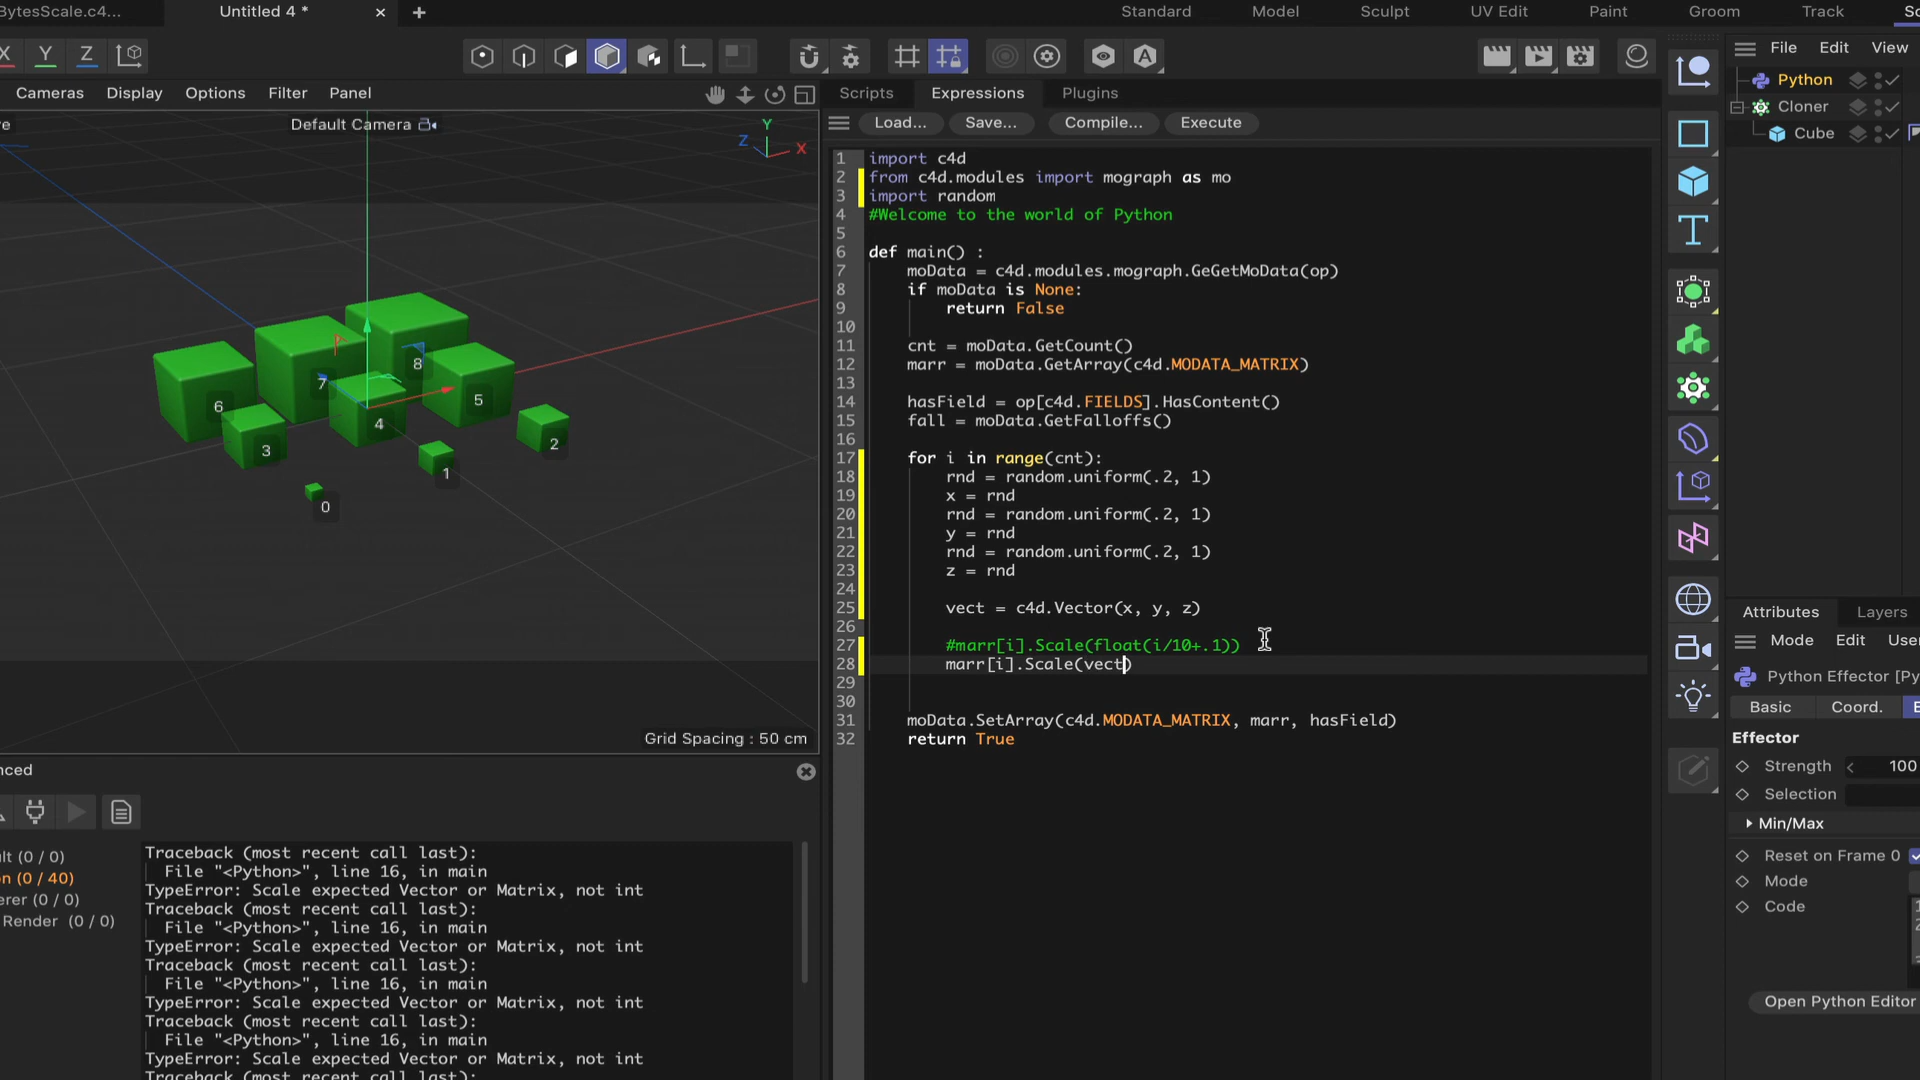 BytesScale.c4...
Untitled 4 *
Standard
Model
Sculpt
UV Edit
Paint
Groom
Track
X Y Z
File Edit View
Cameras Display Options Filter Panel
Scripts Expressions Plugins
Load... Save... Compile... Execute
Python
Cloner
Cube
Default Camera
Y
Z
X
7
8
6
4
5
3
1
2
0
Grid Spacing : 50 cm
1 import c4d
2 from c4d.modules import mograph as mo
3 import random
4 #Welcome to the world of Python
5
6 def main() :
7 moData = c4d.modules.mograph.GeGetMoData(op)
8 if moData is None:
9 return False
10
11 cnt = moData.GetCount()
12 marr = moData.GetArray(c4d.MODATA_MATRIX)
13
14 hasField = op[c4d.FIELDS].HasContent()
15 fall = moData.GetFalloffs()
16
17 for i in range(cnt):
18 rnd = random.uniform(.2, 1)
19 x = rnd
20 rnd = random.uniform(.2, 1)
21 y = rnd
22 rnd = random.uniform(.2, 1)
23 z = rnd
24
25 vect = c4d.Vector(x, y, z)
26
27 #marr[i].Scale(float(i/10+.1))
28 marr[i].Scale(vect)
29
30
31 moData.SetArray(c4d.MODATA_MATRIX, marr, hasField)
32 return True
nced
lt (0 / 0)
n (0 / 40)
erer (0 / 0)
Render (0 / 0)
Traceback (most recent call last):
File "<Python>", line 16, in main
TypeError: Scale expected Vector or Matrix, not int
Traceback (most recent call last):
File "<Python>", line 16, in main
TypeError: Scale expected Vector or Matrix, not int
Traceback (most recent call last):
File "<Python>", line 16, in main
TypeError: Scale expected Vector or Matrix, not int
Traceback (most recent call last):
File "<Python>", line 16, in main
TypeError: Scale expected Vector or Matrix, not int
Traceback (most recent call last):
Attributes Layers
Mode Edit Use
Python Effector [Py
Basic Coord. E
Effector
Strength < 100
Selection
Min/Max
Reset on Frame 0
Mode
Code
Open Python Editor